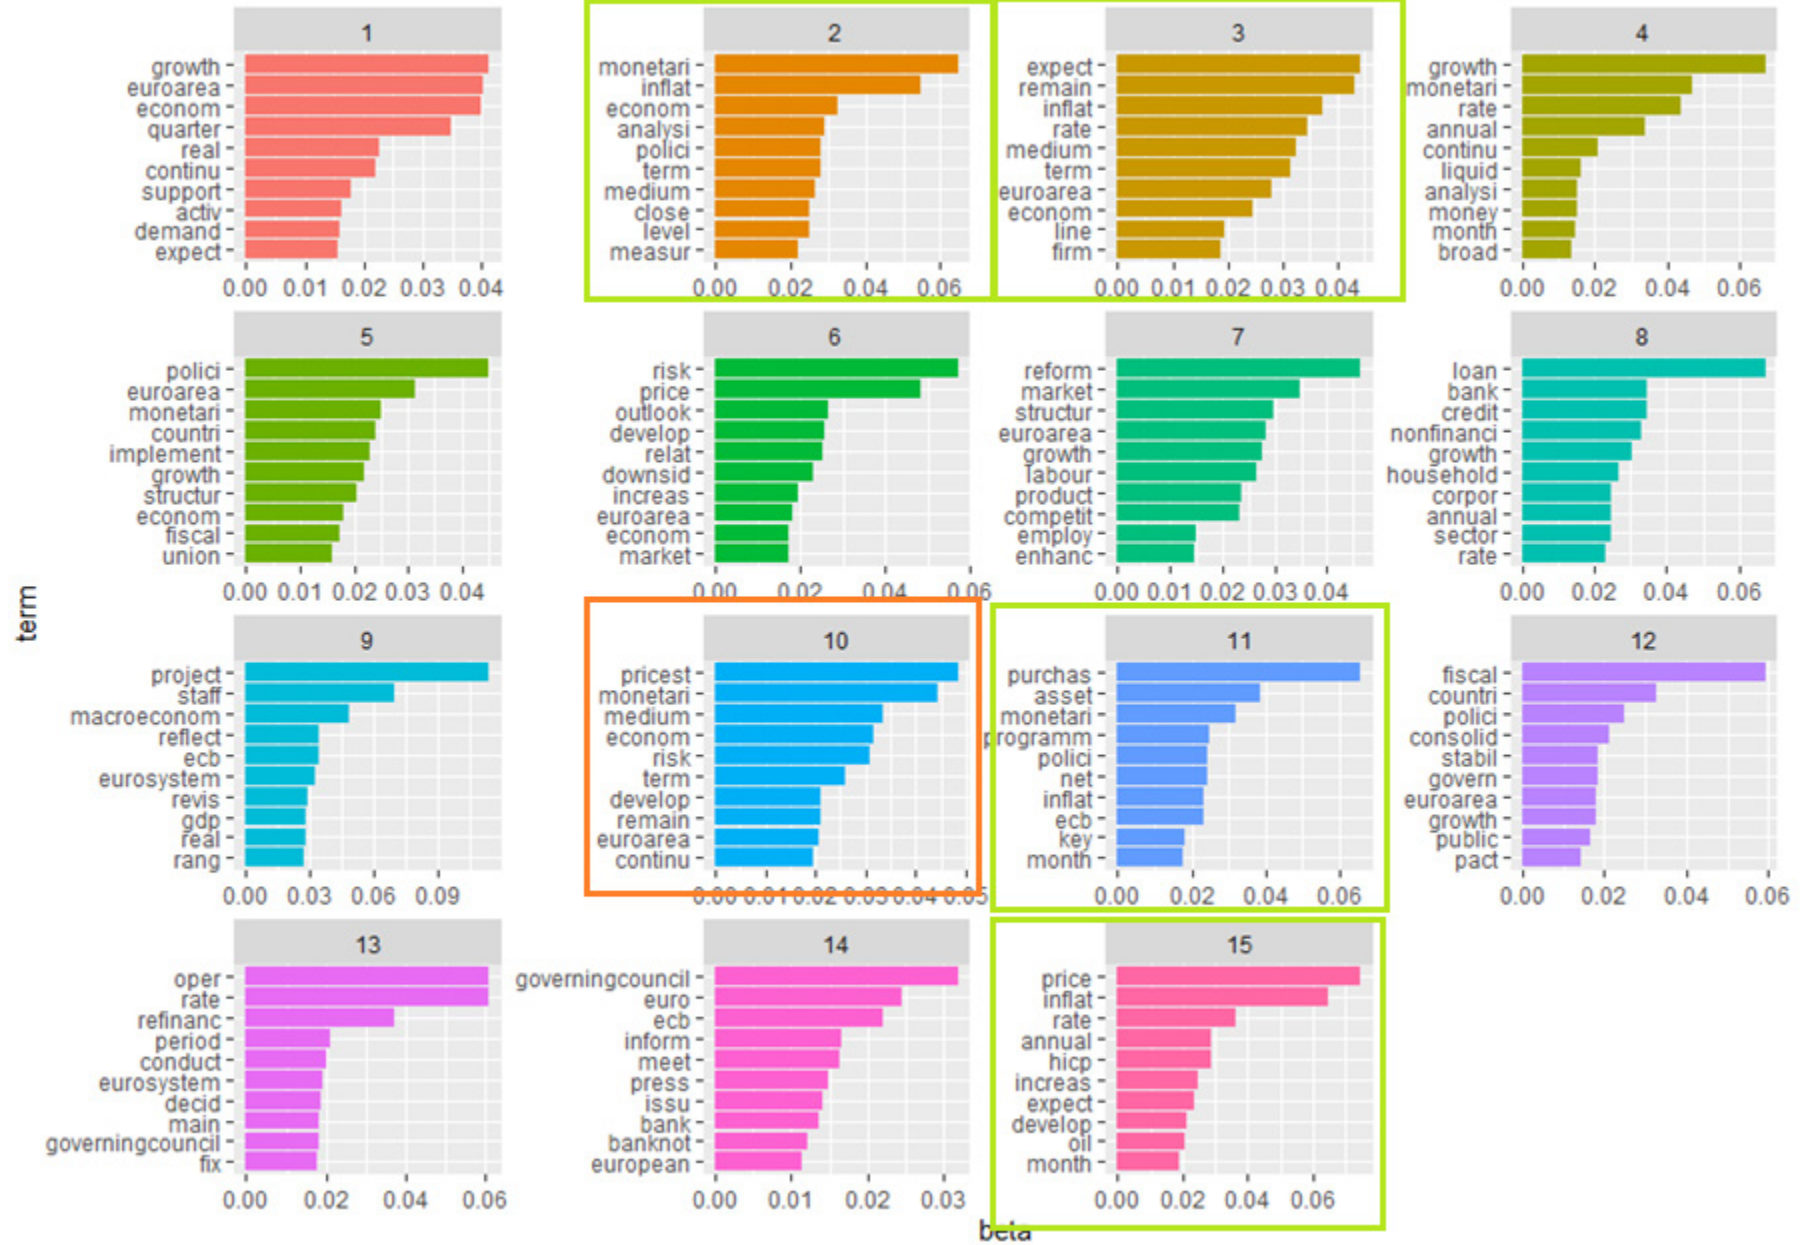 1
growth
euroarea
econom
quarter
real
continu
support
activ
demand
expect
0.00 0.01 0.02 0.03 0.04
2
monetari
inflat
econom
analysi
polici
term
medium
close
level
measur
0.00 0.02 0.04 0.06
3
expect
remain
inflat
rate
medium
term
euroarea
econom
line
firm
0.00 0.01 0.02 0.03 0.04
4
growth
monetari
rate
annual
continu
liquid
analysi
money
month
broad
0.00 0.02 0.04 0.06
5
polici
euroarea
monetari
countri
implement
growth
structur
econom
fiscal
union
0.00 0.01 0.02 0.03 0.04
6
risk
price
outlook
develop
relat
downsid
increas
euroarea
econom
market
0.00 0.02 0.04 0.06
7
reform
market
structur
euroarea
growth
labour
product
competit
employ
enhanc
0.00 0.01 0.02 0.03 0.04
8
loan
bank
credit
nonfinanci
growth
household
corpor
annual
sector
rate
0.00 0.02 0.04 0.06
term
9
project
staff
macroeconom
reflect
ecb
eurosystem
revis
gdp
real
rang
0.00 0.03 0.06 0.09
10
pricest
monetari
medium
econom
risk
term
develop
remain
euroarea
continu
0.00 0.01 0.02 0.03 0.04 0.05
11
purchas
asset
monetari
programm
polici
net
inflat
ecb
key
month
0.00 0.02 0.04 0.06
12
fiscal
countri
polici
consolid
stabil
govern
euroarea
growth
public
pact
0.00 0.02 0.04 0.06
13
oper
rate
refinanc
period
conduct
eurosystem
decid
main
governingcouncil
fix
0.00 0.02 0.04 0.06
14
governingcouncil
euro
ecb
inform
meet
press
issu
bank
banknot
european
0.00 0.01 0.02 0.03
15
price
inflat
rate
annual
hicp
increas
expect
develop
oil
month
0.00 0.02 0.04 0.06
beta